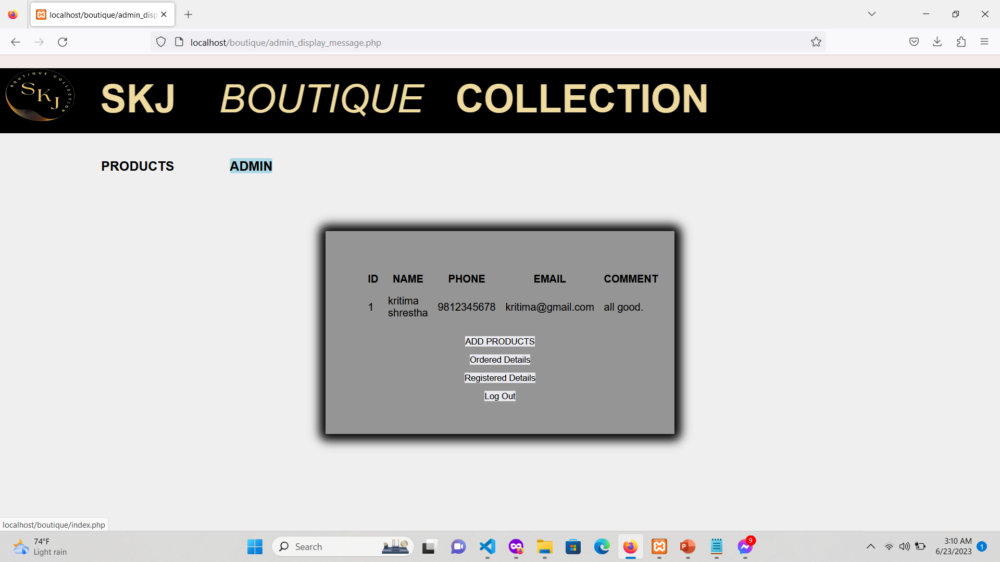 localhost/boutique/admin_disp
localhost/boutique/admin_display_message.php
BOUTIQUE COLLECTION
SKJ
SKJ BOUTIQUE COLLECTION
PRODUCTS ADMIN
ID NAME PHONE EMAIL COMMENT
1 kritima shrestha 9812345678 kritima@gmail.com all good.
ADD PRODUCTS
Ordered Details
Registered Details
Log Out
localhost/boutique/index.php
74°F
Light rain
Search
P
9
3:10 AM
6/23/2023
1